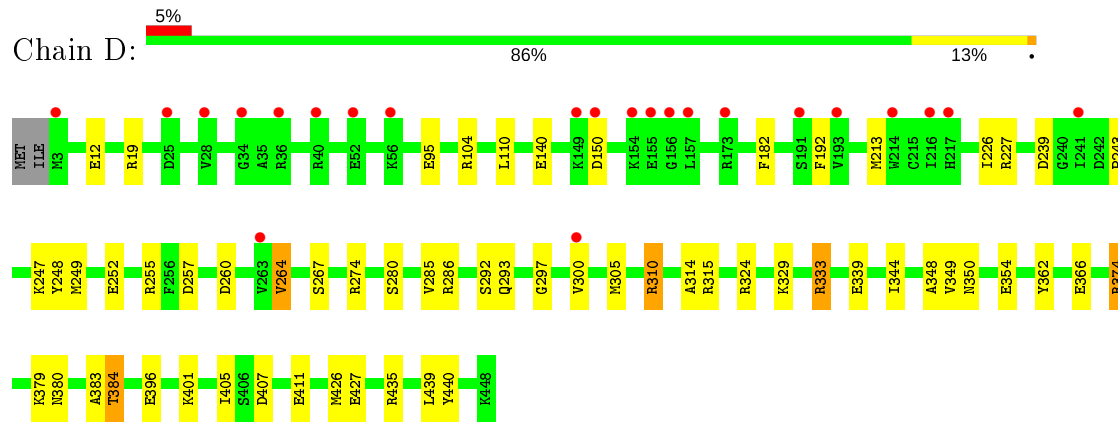 5%
Chain D:
86% 13% •
MET ILE M3 E12 R19 D25 V28 G34 A35 R36 R40 E52 K56 E95 R104 L110 E140 K149 D150 K154 E155 G156 L157 R173 F182 S191 F192 V193 M213 W214 C215 I216 H217 I226 R227 D239 G240 I241 D242
K247 Y248 M249 E252 R255 F256 D257 D260 V263 V264 S267 R274 S280 V285 R286 S292 Q293 G297 V300 M305 R310 A314 R315 R324 K329 R333 E339 I344 A348 V349 N350 E354 Y362 E366
K379 N380 A383 T384 E396 K401 I405 S406 D407 E411 M426 E427 R435 L439 Y440 K448